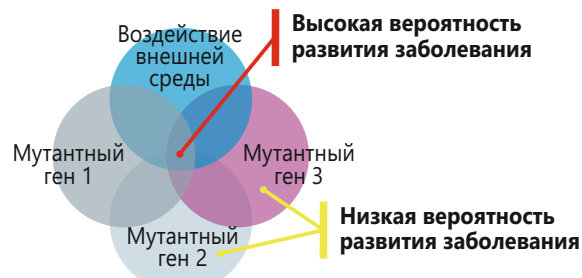 Воздействие
внешней
среды
Высокая вероятность
развития заболевания
Мутантный
ген 1
Мутантный
ген 3
Мутантный
ген 2
Низкая вероятность
развития заболевания